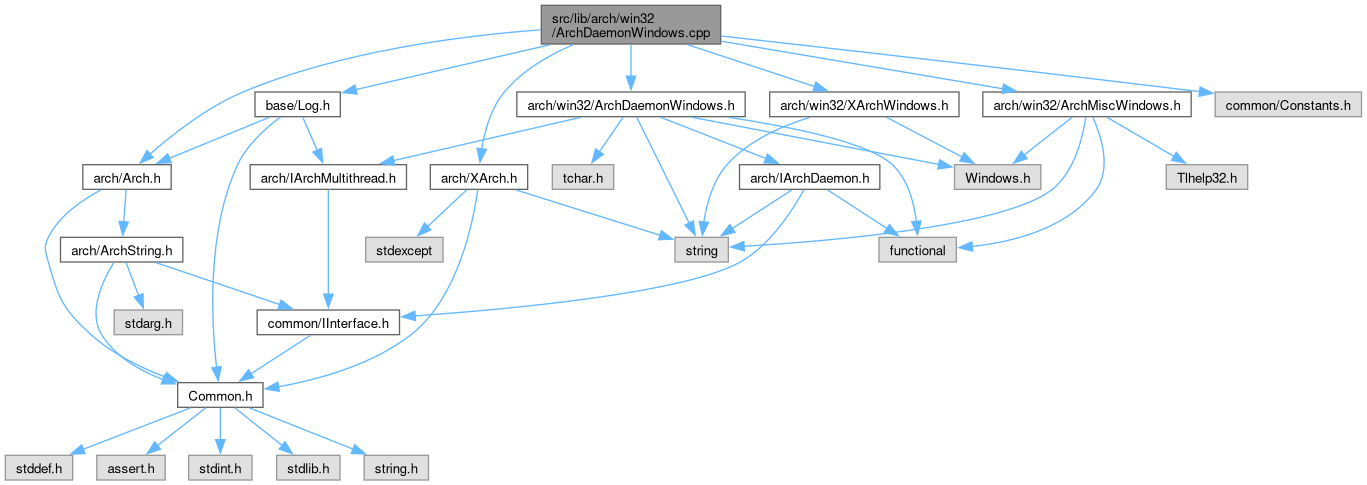 src/lib/arch/win32
/ArchDaemonWindows.cpp
base/Log.h
arch/win32/ArchDaemonWindows.h
arch/win32/XArchWindows.h
arch/win32/ArchMiscWindows.h
common/Constants.h
arch/Arch.h
arch/IArchMultithread.h
arch/XArch.h
tchar.h
arch/IArchDaemon.h
Windows.h
Tlhelp32.h
arch/ArchString.h
stdexcept
string
functional
stdarg.h
common/IInterface.h
Common.h
stddef.h
assert.h
stdint.h
stdlib.h
string.h